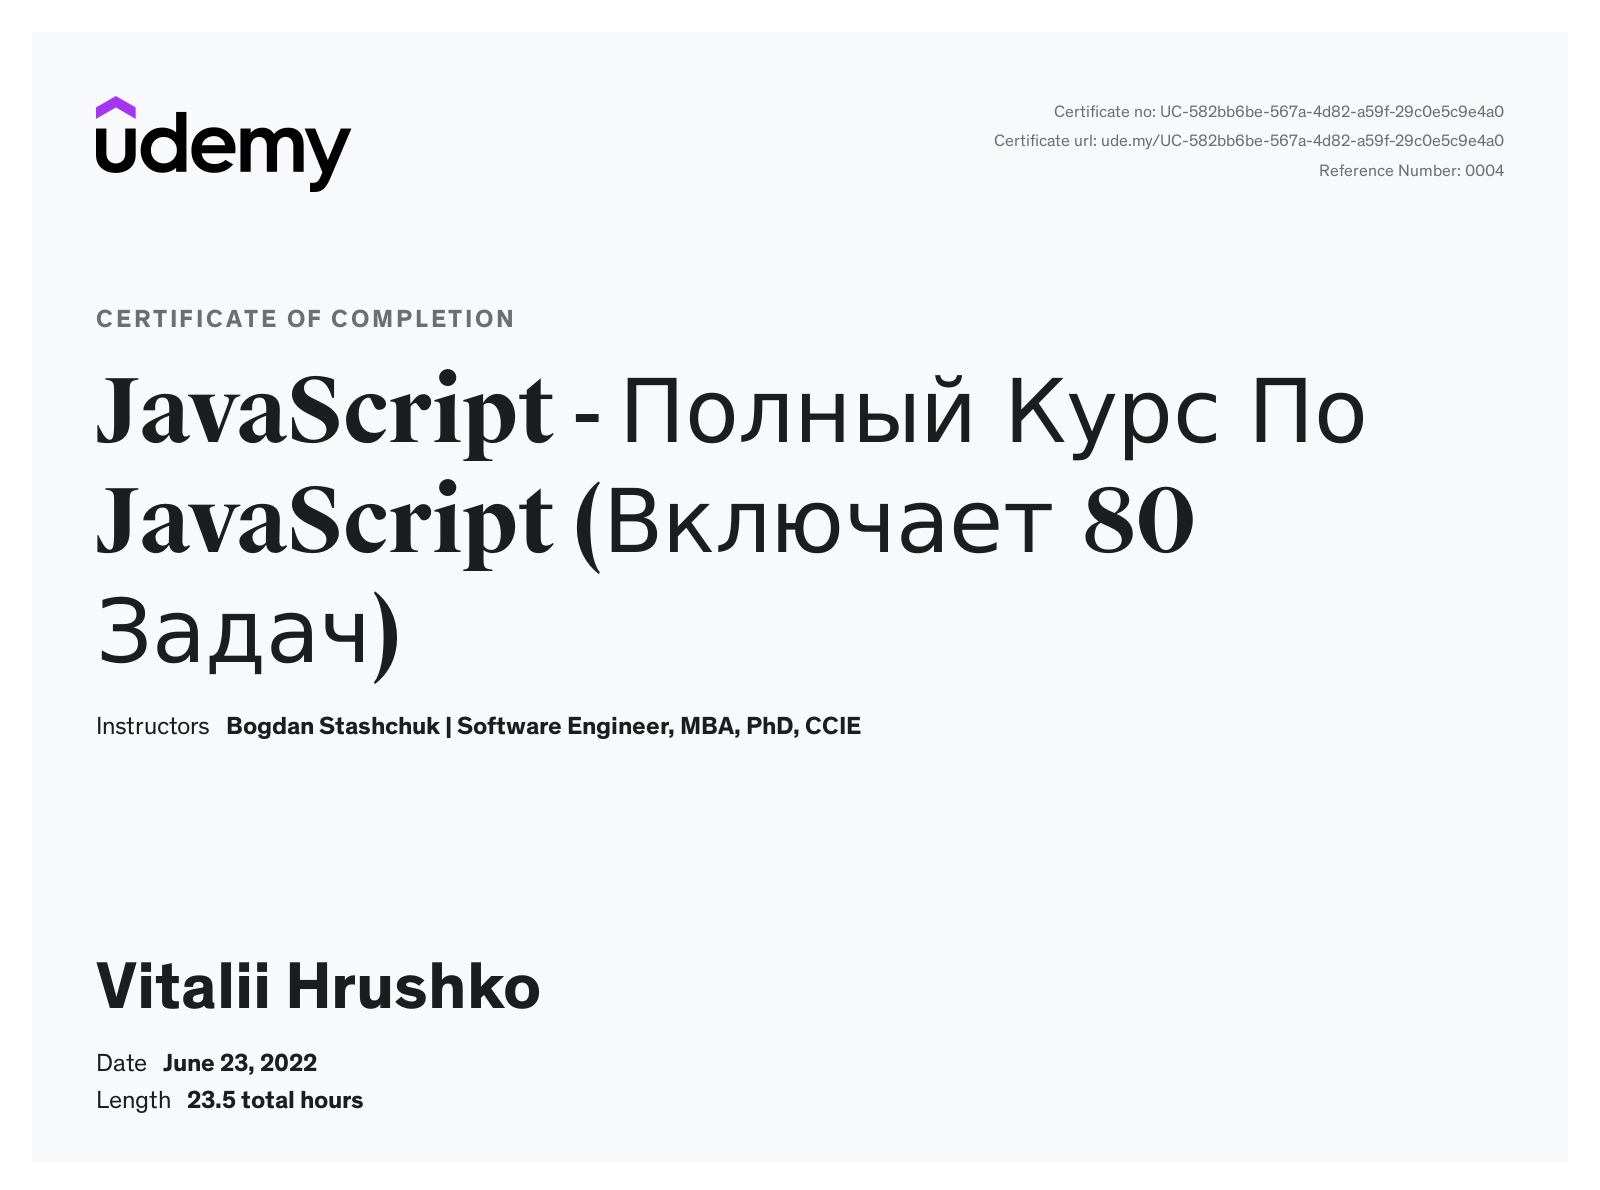 udemy
Certificate no: UC-582bb6be-567a-4d82-a59f-29c0e5c9e4a0
Certificate url: ude.my/UC-582bb6be-567a-4d82-a59f-29c0e5c9e4a0
Reference Number: 0004
CERTIFICATE OF COMPLETION
JavaScript - Полный Курс По
JavaScript (Включает 80
Задач)
Instructors Bogdan Stashchuk | Software Engineer, MBA, PhD, CCIE
Vitalii Hrushko
Date June 23, 2022
Length 23.5 total hours